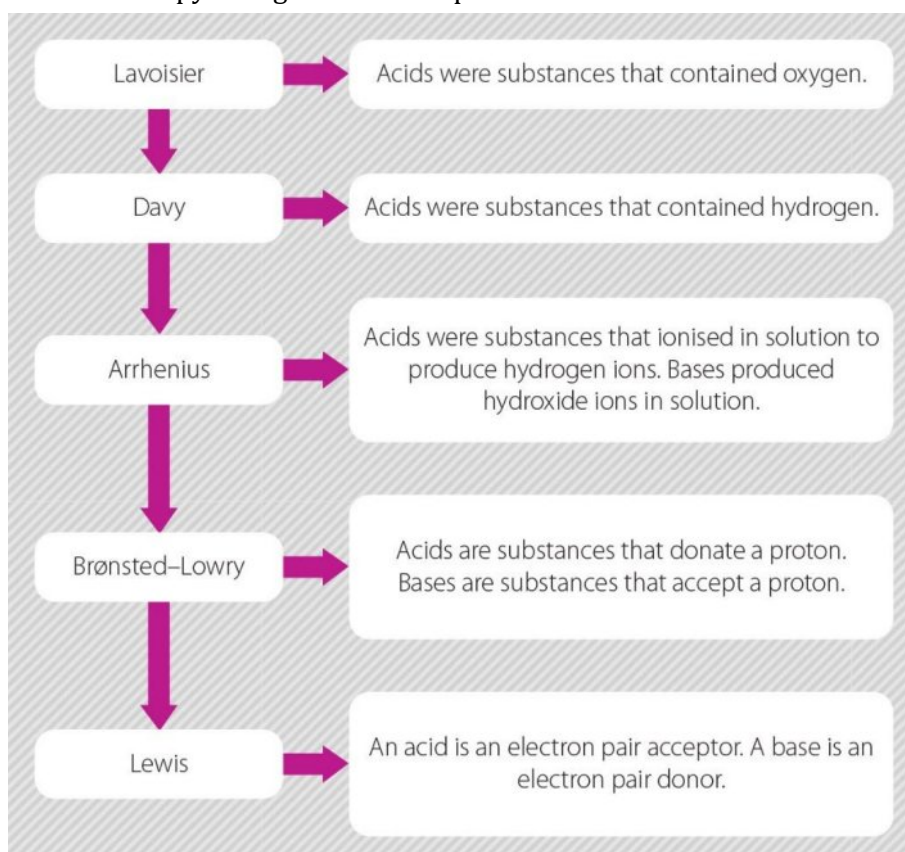 Lavoisier
Acids were substances that contained oxygen.
Davy
Acids were substances that contained hydrogen.
Arrhenius
Acids were substances that ionised in solution to
produce hydrogen ions. Bases produced
hydroxide ions in solution.
Brønsted–Lowry
Acids are substances that donate a proton.
Bases are substances that accept a proton.
Lewis
An acid is an electron pair acceptor. A base is an
electron pair donor.